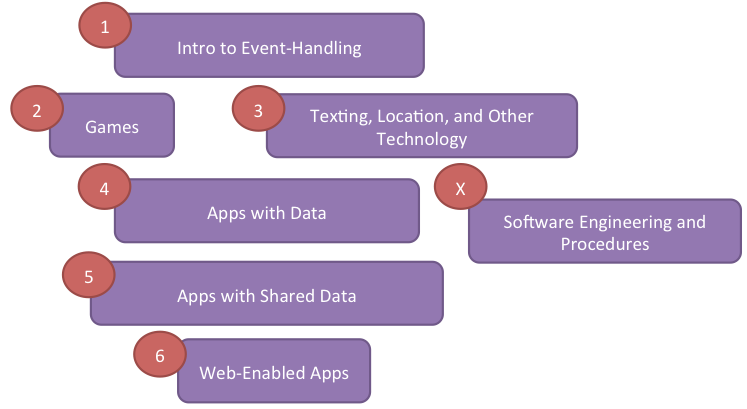 1
Intro to Event-Handling
2
Games
3
Texting, Location, and Other
Technology
4
Apps with Data
X
Software Engineering and
Procedures
5
Apps with Shared Data
6
Web-Enabled Apps